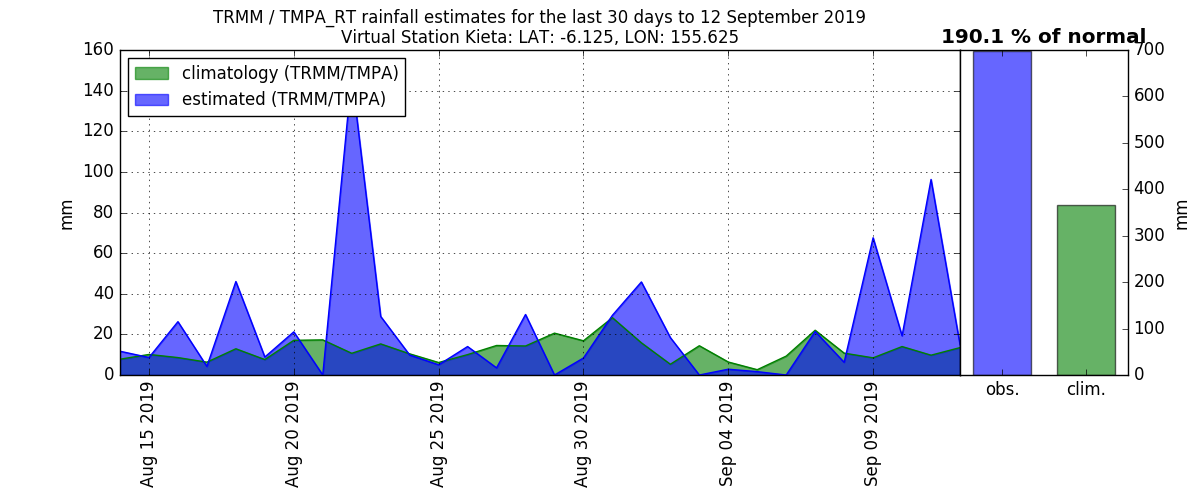 TRMM / TMPA_RT rainfall estimates for the last 30 days to 12 September 2019
Virtual Station Kieta: LAT: -6.125, LON: 155.625
190.1 % of normal
climatology (TRMM/TMPA)
estimated (TRMM/TMPA)
160
140
120
100
80
60
40
20
0
mm
700
600
500
400
300
200
100
0
mm
Aug 15 2019
Aug 20 2019
Aug 25 2019
Aug 30 2019
Sep 04 2019
Sep 09 2019
obs.
clim.